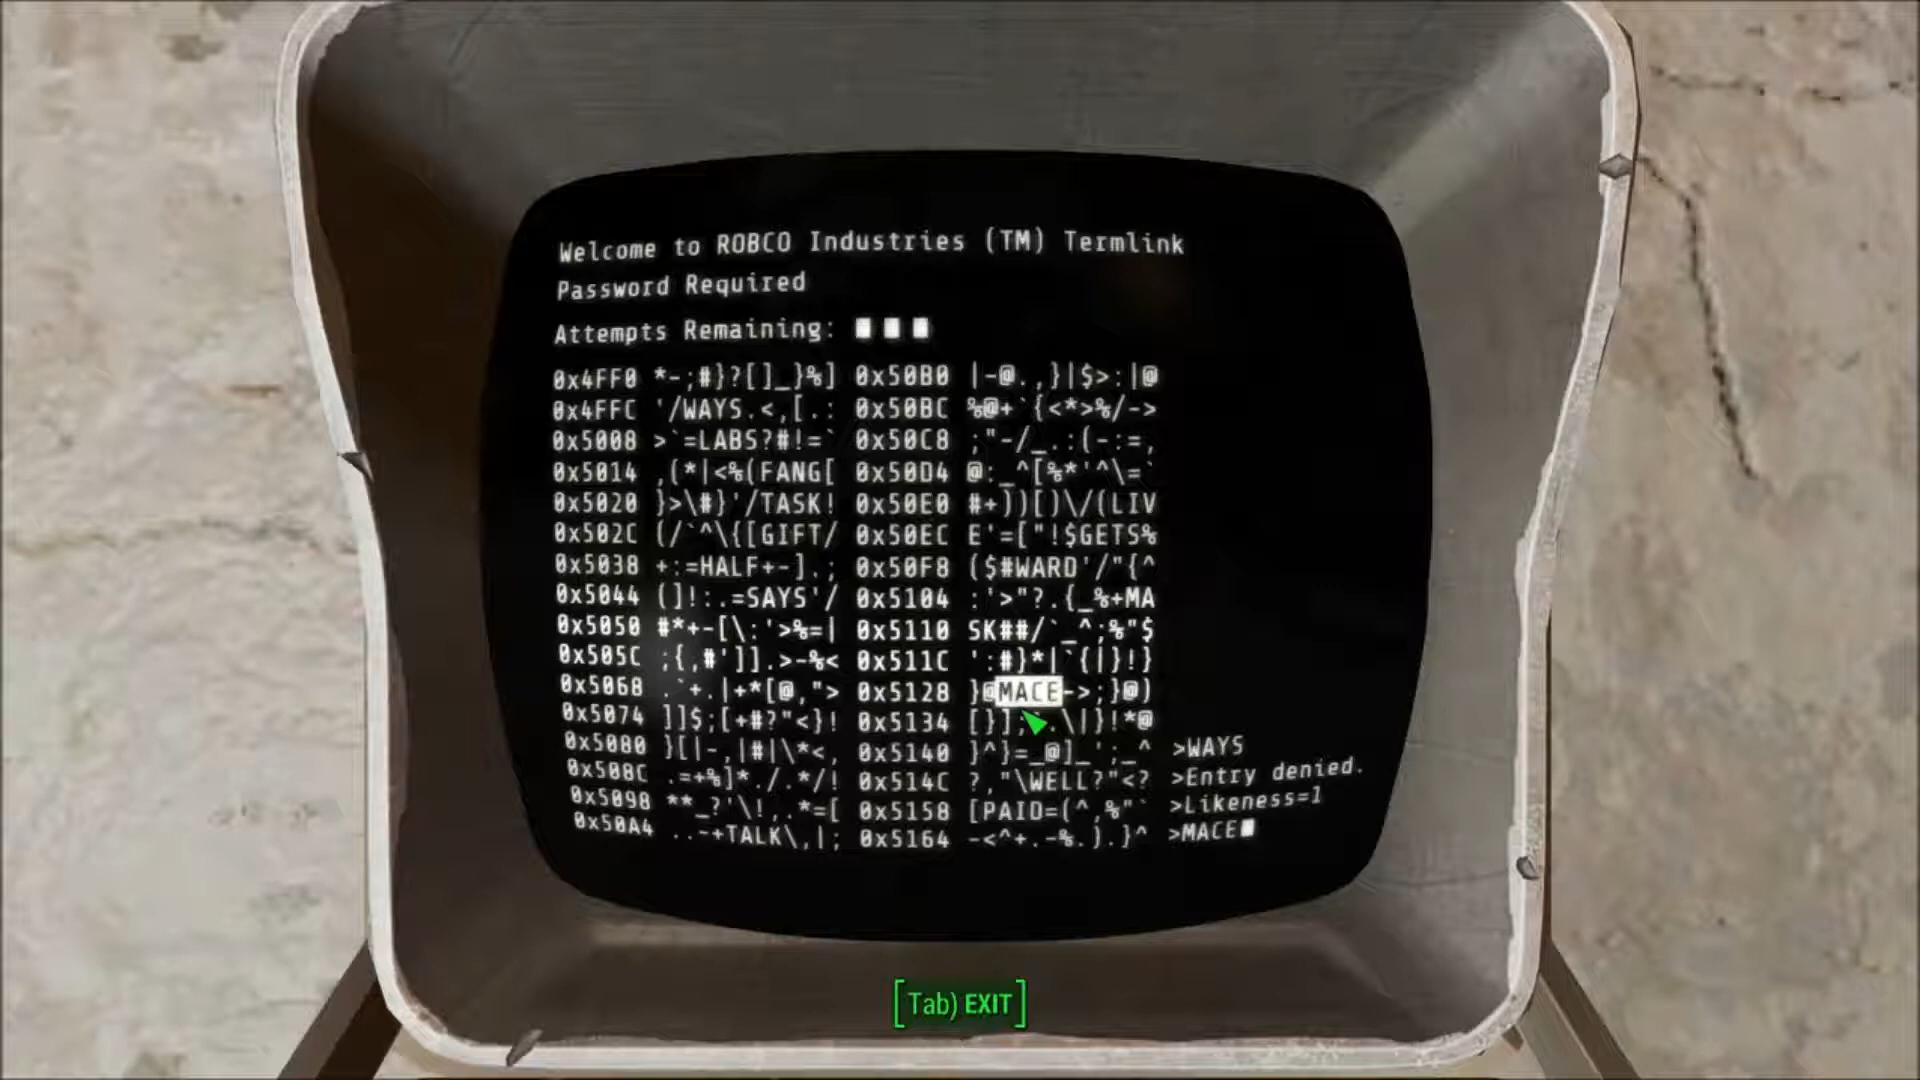 Welcome to ROBCO Industries (TM) Termlink
Password Required
Attempts Remaining: ■ ■ ■
0x4FF0 *-;#}?[]_}%] 0x50B0 |-@.,}|$>:|@
0x4FFC '/WAYS.<,[.: 0x50BC %@+`{<*>%/->
0x5008 >`=LABS?#!=` 0x50C8 ;"-/_.:(-:=,
0x5014 ,(*|<%(FANG[ 0x50D4 @:_^[%*'^\=`
0x5020 }>\#}'/TASK! 0x50E0 #+))[)\/(LIV
0x502C (/`^\{[GIFT/ 0x50EC E'=["!$GETS%
0x5038 +:=HALF+-].; 0x50F8 ($#WARD'/"{^
0x5044 (]!:.=SAYS'/ 0x5104 :'>"?.{_%+MA
0x5050 #*+-[\:'>%=| 0x5110 SK##/`_^;%"$
0x505C ;{,#']].>-%< 0x511C ':#}*|`{|}!}
0x5068 .`+.|+*[@,"> 0x5128 }@MACE->;}@)
0x5074 ]]$;[+#?"<}! 0x5134 [}];`.\|}!*@
0x5080 }[|-,|#|\*<, 0x5140 }^}=_@]_';_^ >WAYS
0x508C .=+%]*./.*/! 0x514C ?,"\WELL?"<? >Entry denied.
0x5098 **_?'\!,.*=[ 0x5158 [PAID=(^,%"` >Likeness=1
0x50A4 ..-+TALK\,|; 0x5164 -<^+.-%.).}^ >MACE■
[Tab) EXIT]